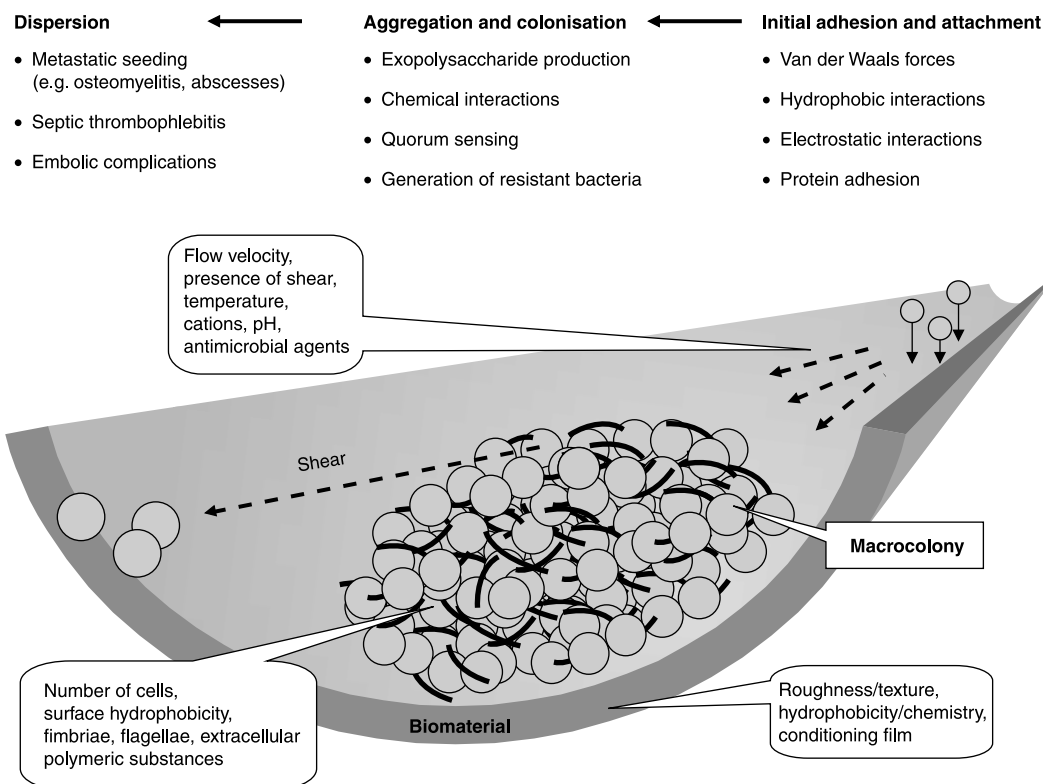 Dispersion
• Metastatic seeding
(e.g. osteomyelitis, abscesses)
• Septic thrombophlebitis
• Embolic complications
Aggregation and colonisation
• Exopolysaccharide production
• Chemical interactions
• Quorum sensing
• Generation of resistant bacteria
Initial adhesion and attachment
• Van der Waals forces
• Hydrophobic interactions
• Electrostatic interactions
• Protein adhesion
Flow velocity,
presence of shear,
temperature,
cations, pH,
antimicrobial agents
Shear
Macrocolony
Number of cells,
surface hydrophobicity,
fimbriae, flagellae, extracellular
polymeric substances
Biomaterial
Roughness/texture,
hydrophobicity/chemistry,
conditioning film